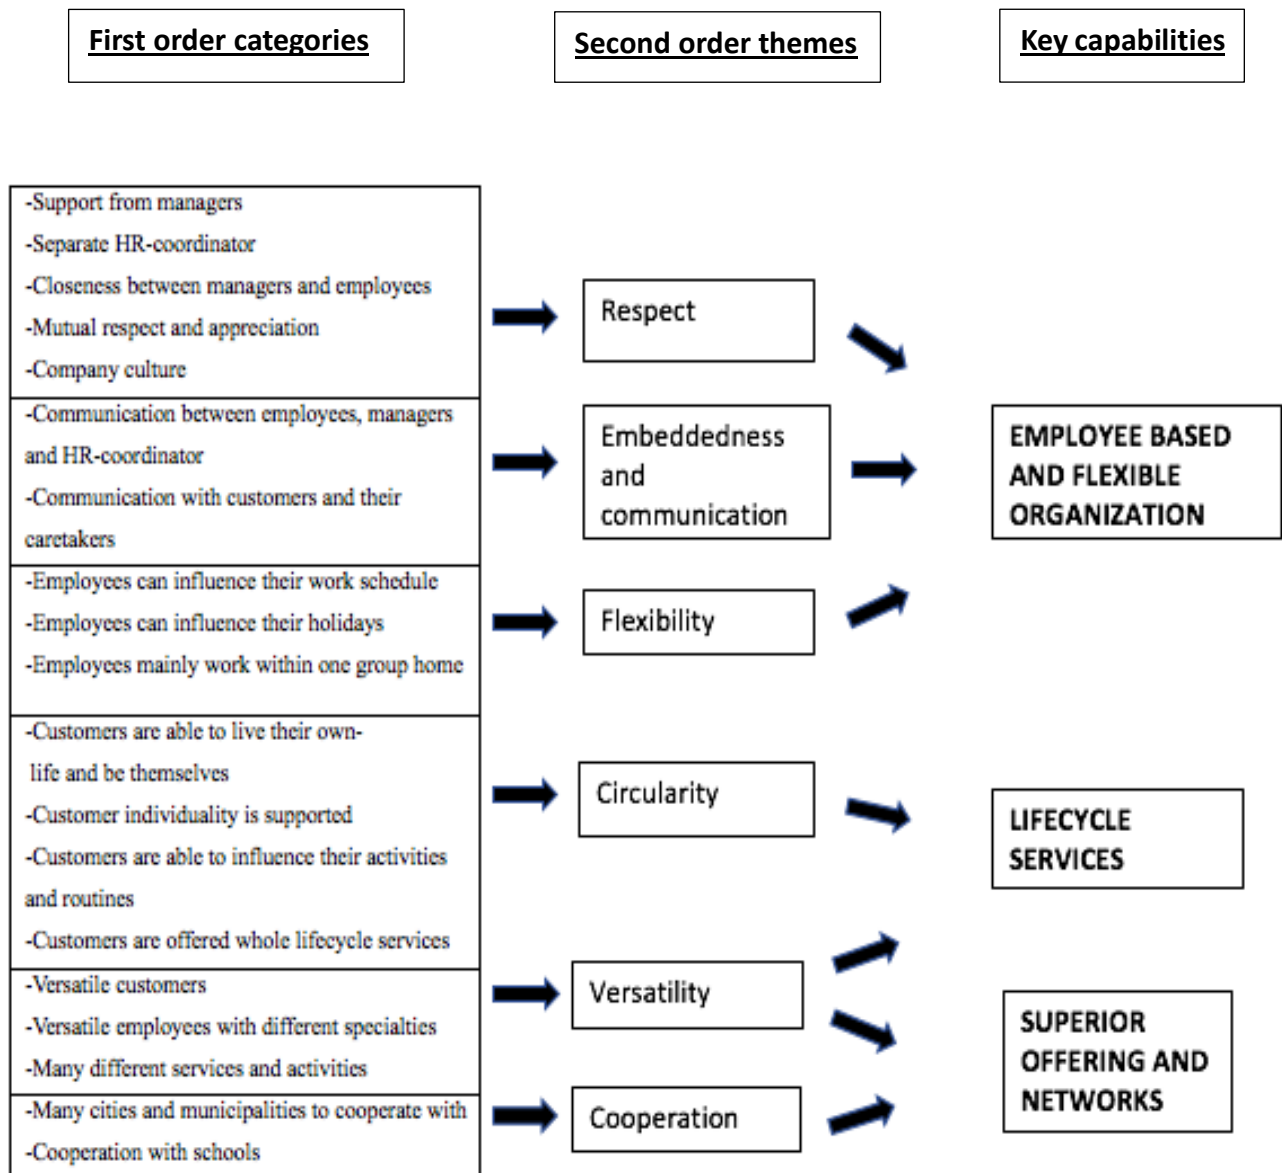 First order categories
Second order themes
Key capabilities
-Support from managers
-Separate HR-coordinator
-Closeness between managers and employees
-Mutual respect and appreciation
-Company culture
Respect
-Communication between employees, managers
and HR-coordinator
-Communication with customers and their
caretakers
Embeddedness
and
communication
EMPLOYEE BASED
AND FLEXIBLE
ORGANIZATION
-Employees can influence their work schedule
-Employees can influence their holidays
-Employees mainly work within one group home
Flexibility
-Customers are able to live their own-
life and be themselves
-Customer individuality is supported
-Customers are able to influence their activities
and routines
-Customers are offered whole lifecycle services
Circularity
LIFECYCLE
SERVICES
-Versatile customers
-Versatile employees with different specialties
-Many different services and activities
Versatility
SUPERIOR
OFFERING AND
NETWORKS
-Many cities and municipalities to cooperate with
-Cooperation with schools
Cooperation